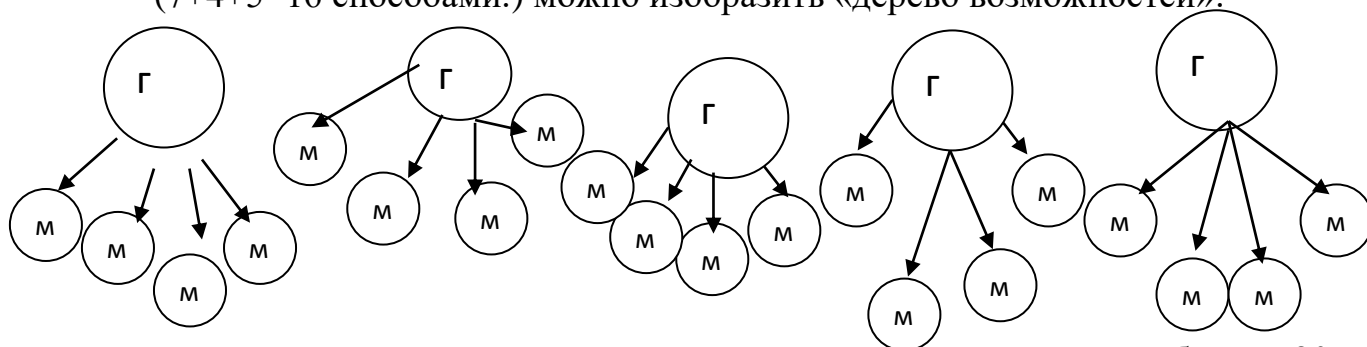 (7+4+5=16 способами.) можно изобразить «дерево возможностей».
Г Г Г Г Г
м м м м м м м м м м м м м м м м м м м м